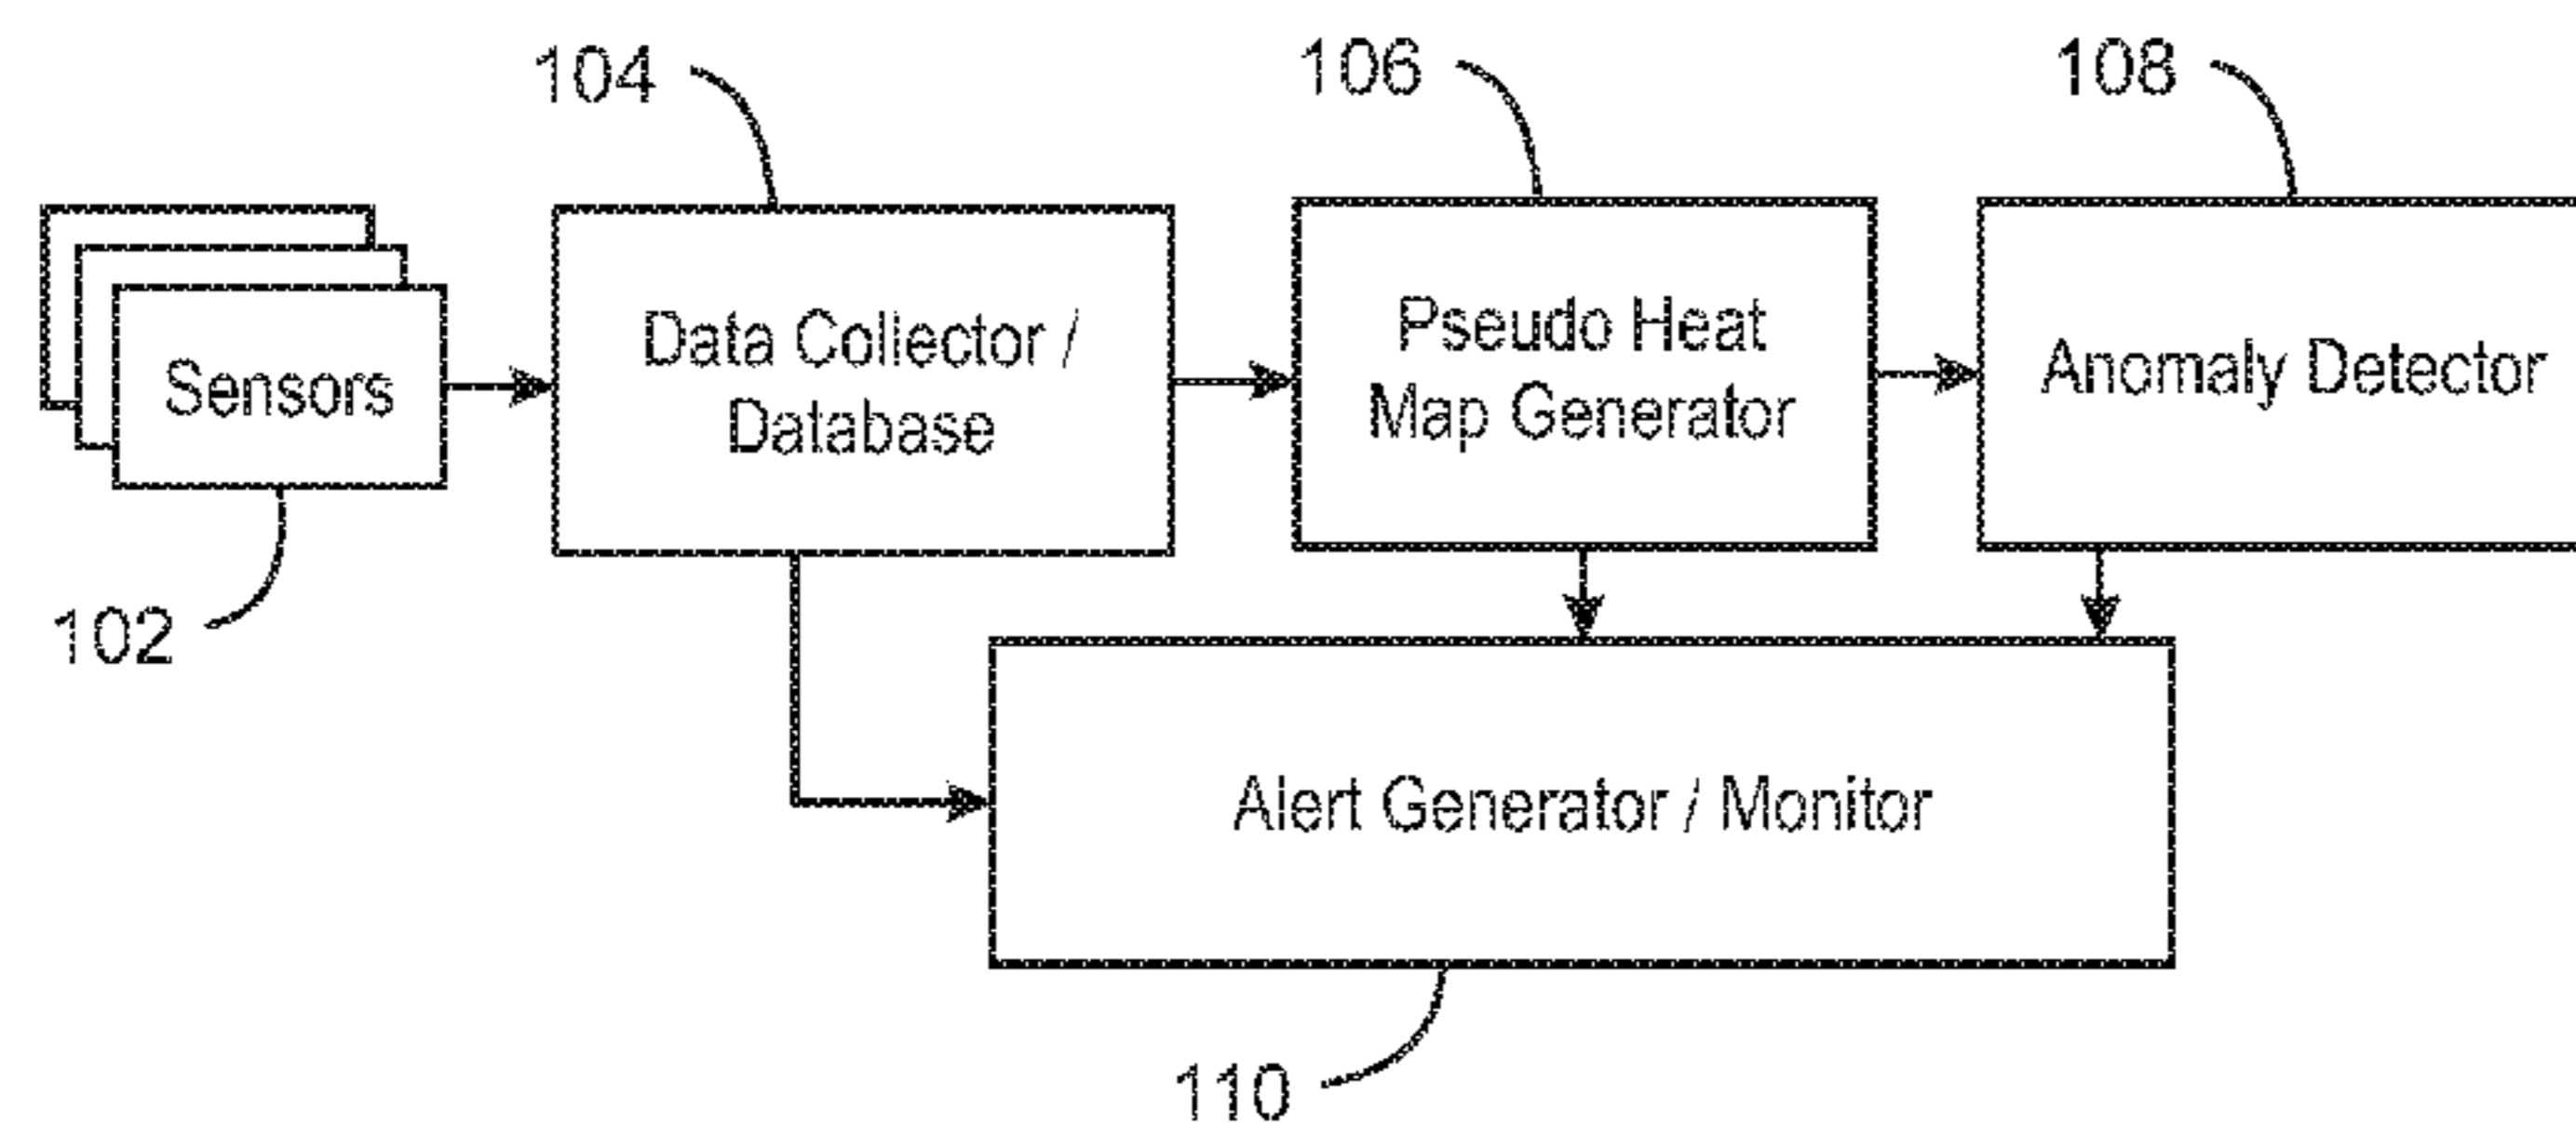 104
106
108
Sensors
Data Collector /
Database
Pseudo Heat
Map Generator
Anomaly Detector
102
Alert Generator / Monitor
110